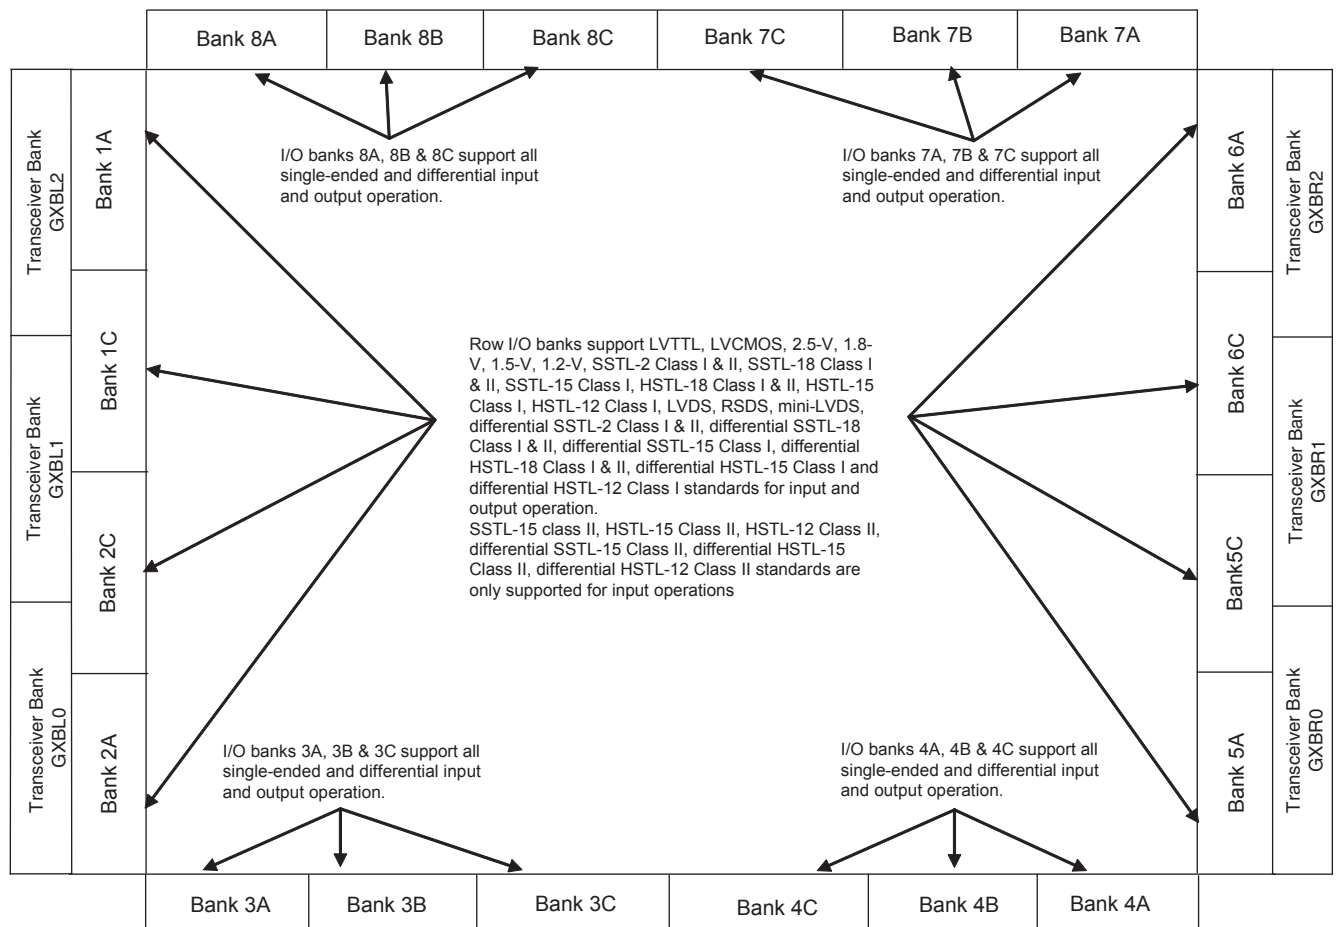 Bank 8A
Bank 8B
Bank 8C
Bank 7C
Bank 7B
Bank 7A
Transceiver Bank
GXBL2
Bank 1A
I/O banks 8A, 8B & 8C support all
single-ended and differential input
and output operation.
I/O banks 7A, 7B & 7C support all
single-ended and differential input
and output operation.
Bank 6A
Transceiver Bank
GXBR2
Transceiver Bank
GXBL1
Bank 1C
Bank 2C
Row I/O banks support LVTTL, LVCMOS, 2.5-V, 1.8-
V, 1.5-V, 1.2-V, SSTL-2 Class I & II, SSTL-18 Class I
& II, SSTL-15 Class I, HSTL-18 Class I & II, HSTL-15
Class I, HSTL-12 Class I, LVDS, RSDS, mini-LVDS,
differential SSTL-2 Class I & II, differential SSTL-18
Class I & II, differential SSTL-15 Class I, differential
HSTL-18 Class I & II, differential HSTL-15 Class I and
differential HSTL-12 Class I standards for input and
output operation.
SSTL-15 class II, HSTL-15 Class II, HSTL-12 Class II,
differential SSTL-15 Class II, differential HSTL-15
Class II, differential HSTL-12 Class II standards are
only supported for input operations
Bank 6C
Bank5C
Transceiver Bank
GXBR1
Transceiver Bank
GXBL0
Bank 2A
I/O banks 3A, 3B & 3C support all
single-ended and differential input
and output operation.
I/O banks 4A, 4B & 4C support all
single-ended and differential input
and output operation.
Bank 5A
Transceiver Bank
GXBR0
Bank 3A
Bank 3B
Bank 3C
Bank 4C
Bank 4B
Bank 4A